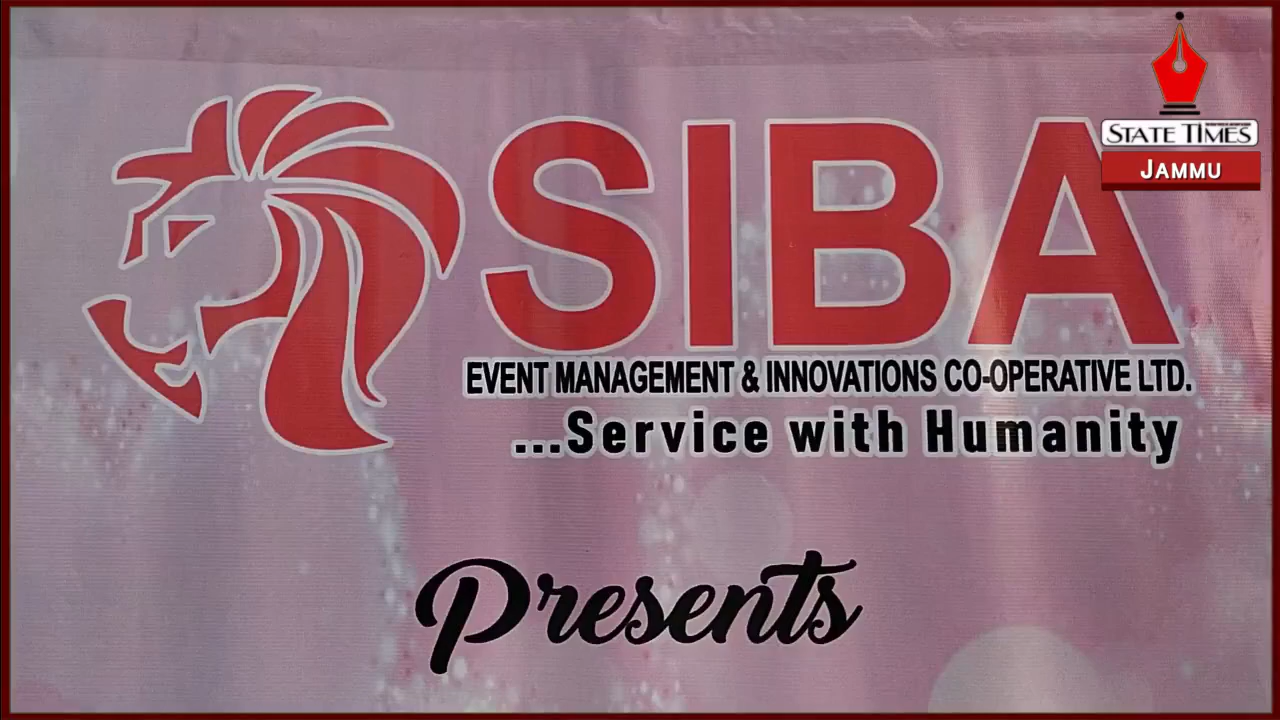 STATE TIMES
JAMMU
SIBA
EVENT MANAGEMENT & INNOVATIONS CO-OPERATIVE LTD.
...Service with Humanity
Presents